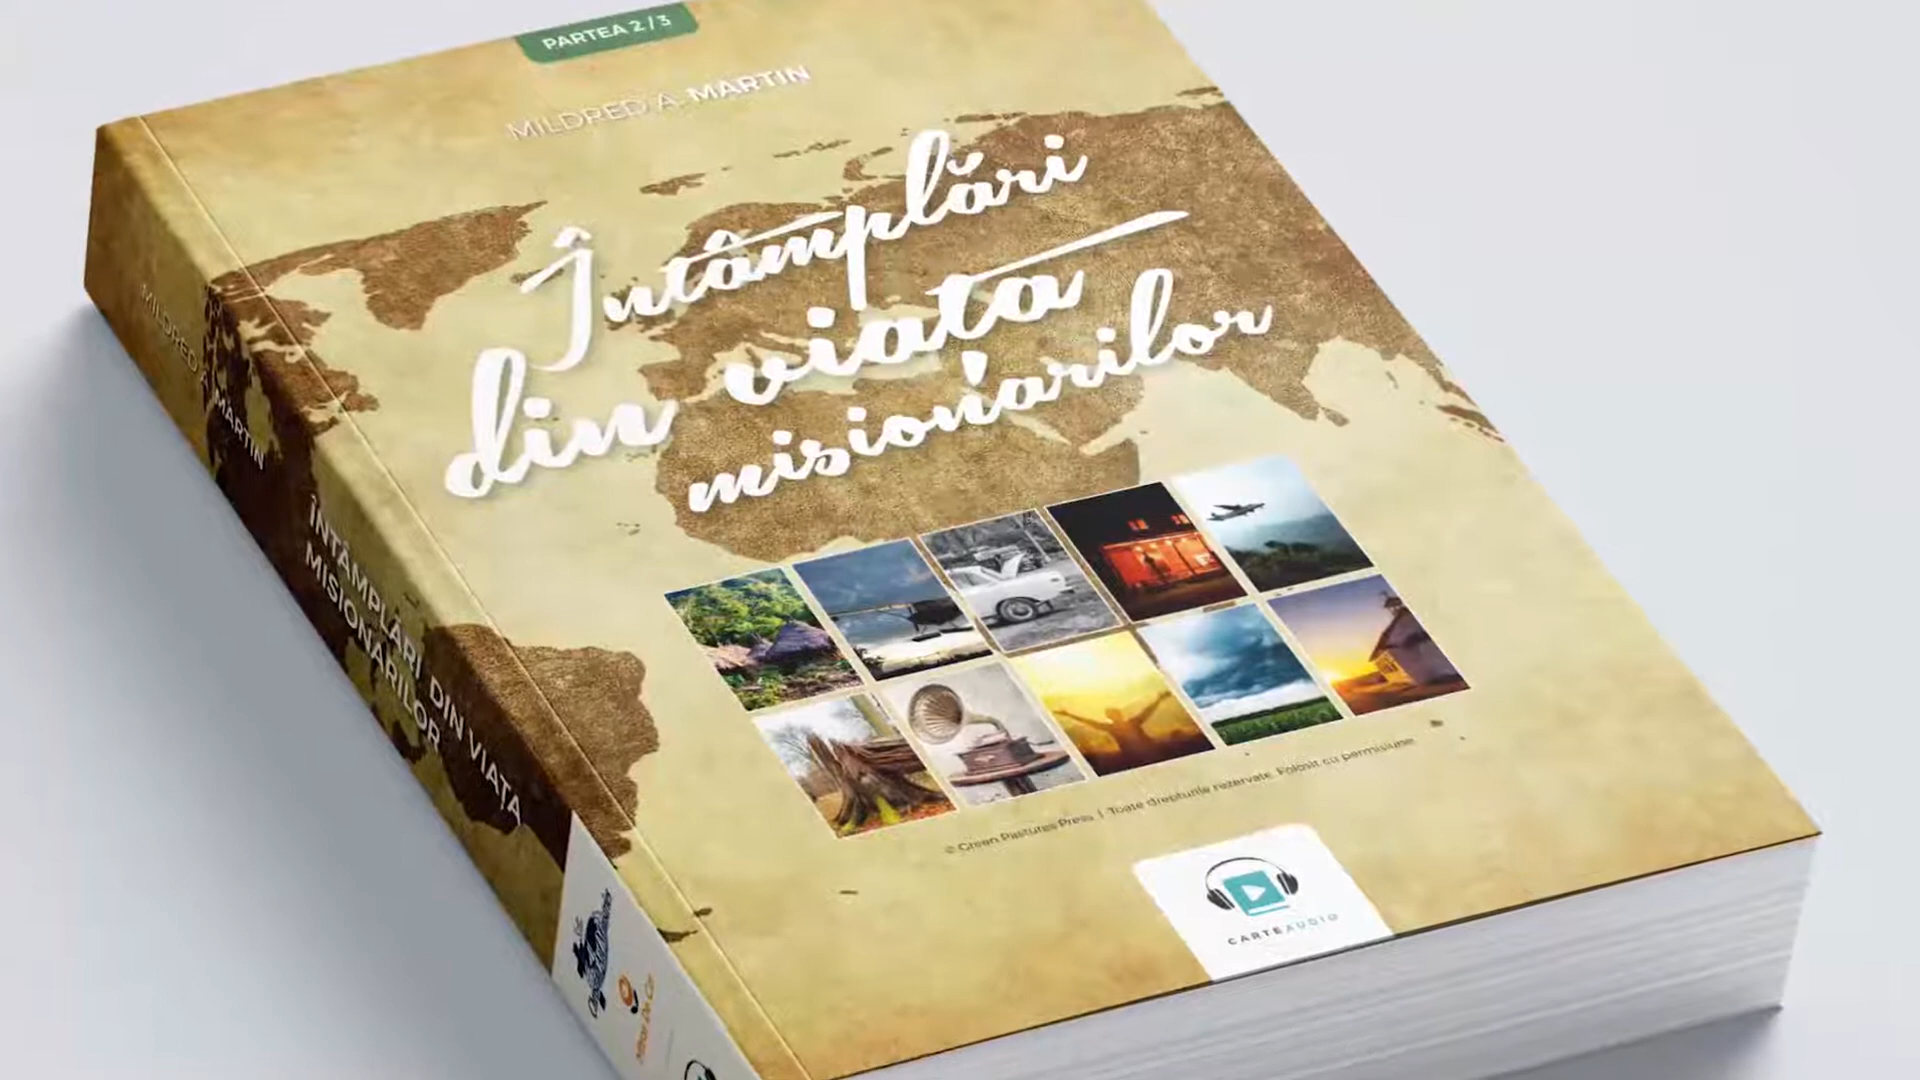 PARTEA 2/3
MILDRED A. MARTIN
Întâmplări
din viața
misionarilor
© Green Pastures Press | Toate drepturile rezervate. Folosit cu permisiune.
CARTEAUDIO
MILDRED A. MARTIN
ÎNTÂMPLĂRI DIN VIAȚA
MISIONARILOR